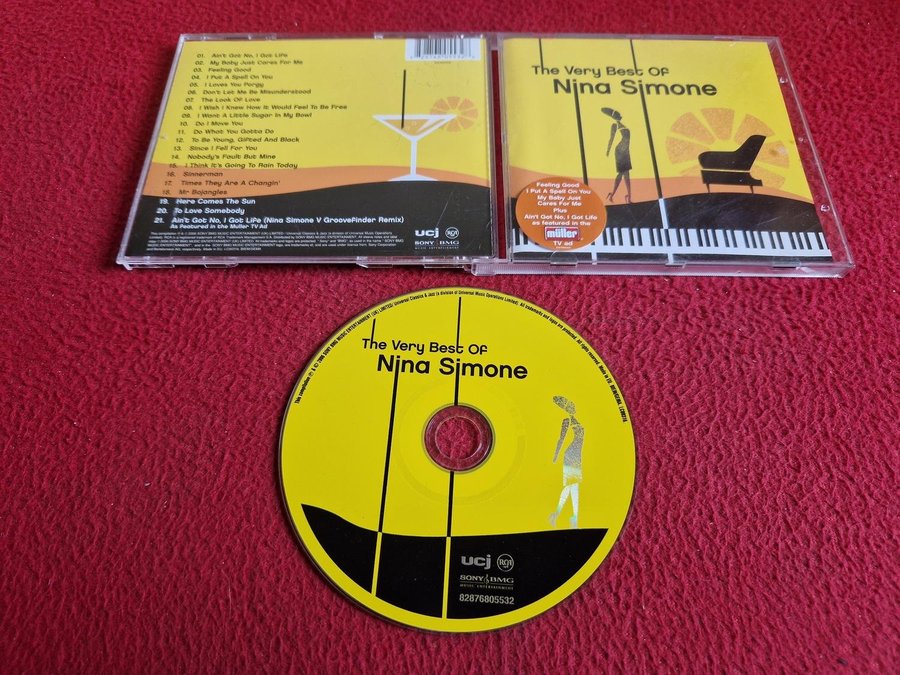 01. Ain't Got No, I Got Life
02. My Baby Just Cares For Me
03. Feeling Good
04. I Put A Spell On You
05. I Loves You Porgy
06. Don't Let Me Be Misunderstood
07. The Look Of Love
08. I Wish I Knew How It Would Feel To Be Free
09. I Want A Little Sugar In My Bowl
10. Do I Move You
11. Do What You Gotta Do
12. To Be Young, Gifted And Black
13. Since I Fell For You
14. Nobody's Fault But Mine
15. I Think It's Going To Rain Today
16. Sinnerman
17. Times They Are A Changin'
18. Mr Bojangles
19. Here Comes The Sun
20. To Love Somebody
21. Ain't Got No, I Got Life (Nina Simone V Groovefinder Remix)
As Featured in the Muller TV Ad
ucj
SONY BMG
MUSIC ENTERTAINMENT
The Very Best Of
Nina Simone
Feeling Good
I Put A Spell On You
My Baby Just
Cares For Me
Plus
Ain't Got No, I Got Life
as featured in the
müller
TV ad
The Very Best Of
Nina Simone
ucj RCA
SONY BMG
MUSIC ENTERTAINMENT
82876805532